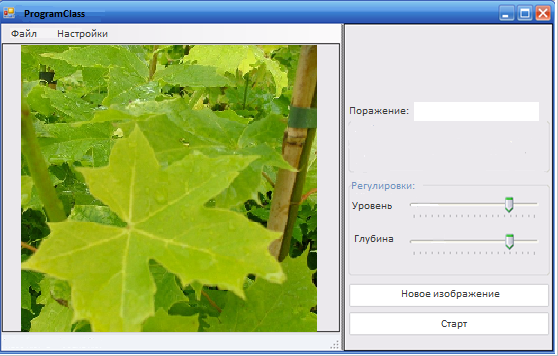 ProgramClass
Файл Настройки
Поражение:
Регулировки:
Уровень
Глубина
Новое изображение
Старт